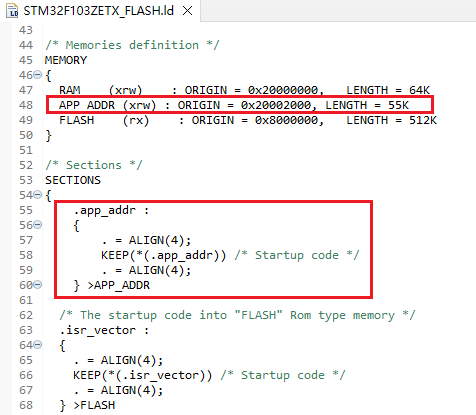 STM32F103ZETX_FLASH.ld
43
44 /* Memories definition */
45 MEMORY
46 {
47   RAM    (xrw)    : ORIGIN = 0x20000000,   LENGTH = 64K
48   APP_ADDR (xrw) : ORIGIN = 0x20002000, LENGTH = 55K
49   FLASH    (rx)    : ORIGIN = 0x8000000,   LENGTH = 512K
50 }
51
52 /* Sections */
53 SECTIONS
54 {
55     .app_addr :
56     {
57         . = ALIGN(4);
58         KEEP(*(.app_addr)) /* Startup code */
59         . = ALIGN(4);
60     } >APP_ADDR
61
62   /* The startup code into "FLASH" Rom type memory */
63   .isr_vector :
64   {
65     . = ALIGN(4);
66     KEEP(*(.isr_vector)) /* Startup code */
67     . = ALIGN(4);
68   } >FLASH